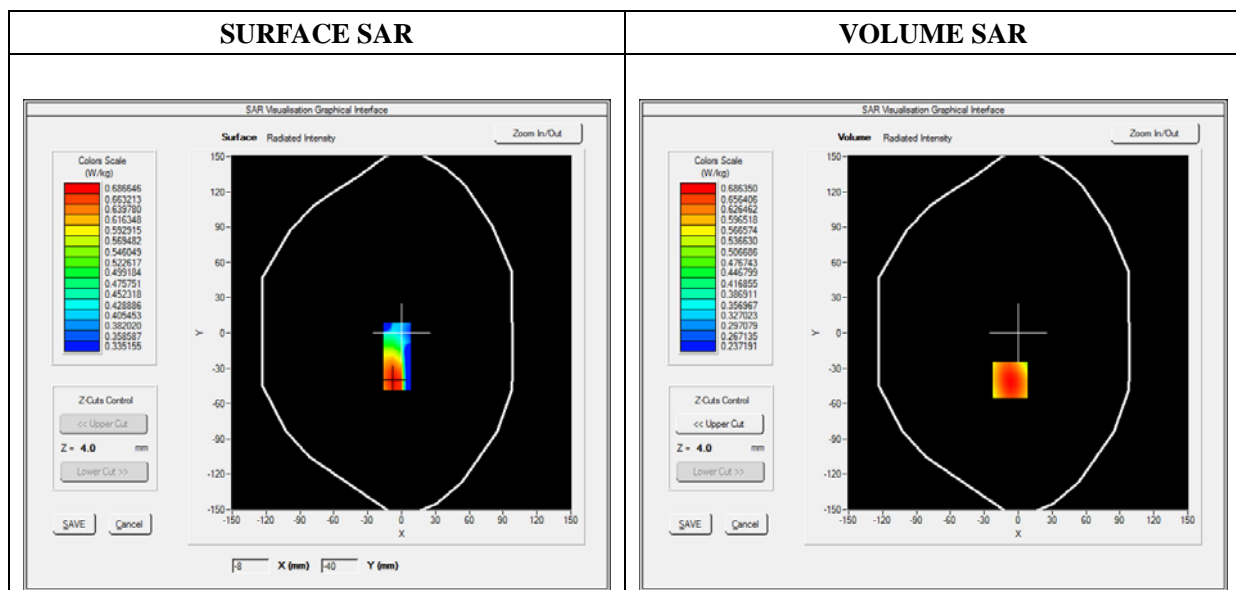 SURFACE SAR
SAR Visualisation Graphical Interface
Surface Radiated Intensity
Zoom In/Out
Colors Scale
(W/kg)
0.686646
0.663213
0.639780
0.616348
0.592915
0.569482
0.546049
0.522617
0.499184
0.475751
0.452318
0.428886
0.405453
0.382020
0.358587
0.335155
Z-Cuts Control
<< Upper Cut
Z = 4.0 mm
Lower Cut >>
SAVE Cancel
150
120
90
60
30
0
-30
-60
-90
-120
-150
Y
-150 -120 -90 -60 -30 0 30 60 90 120 150
X
-8 X (mm) -40 Y (mm)
VOLUME SAR
SAR Visualisation Graphical Interface
Volume Radiated Intensity
Zoom In/Out
Colors Scale
(W/kg)
0.686350
0.656406
0.626462
0.596518
0.566574
0.536630
0.506686
0.476743
0.446799
0.416855
0.386911
0.356967
0.327023
0.297079
0.267135
0.237191
Z-Cuts Control
<< Upper Cut
Z = 4.0 mm
Lower Cut >>
SAVE Cancel
150
120
90
60
30
0
-30
-60
-90
-120
-150
Y
-150 -120 -90 -60 -30 0 30 60 90 120 150
X